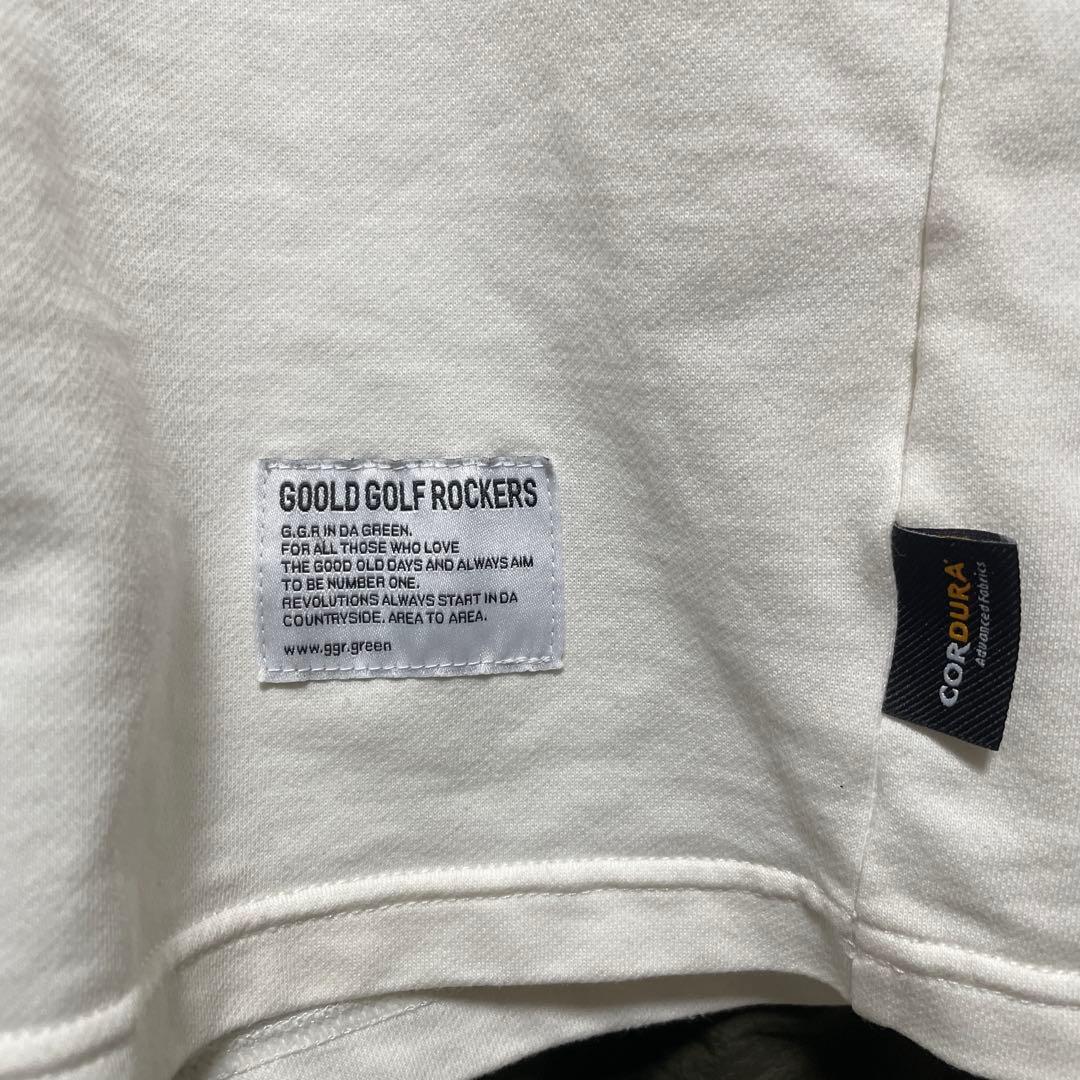 GOOLD GOLF ROCKERS
G.G.R IN DA GREEN.
FOR ALL THOSE WHO LOVE
THE GOOD OLD DAYS AND ALWAYS AIM
TO BE NUMBER ONE.
REVOLUTIONS ALWAYS START IN DA
COUNTRYSIDE. AREA TO AREA.
www.ggr.green
CORDURA
Advanced Fabrics